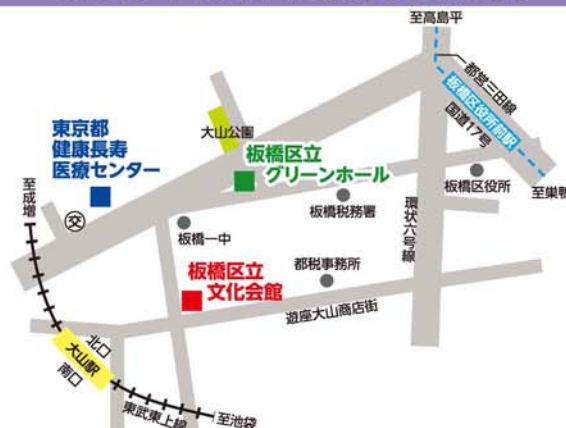 至高島平
都営三田線
板橋区役所前駅
国道17号
至巣鴨
東京都
健康長寿
医療センター
大山公園
板橋区立
グリーンホール
板橋区役所
板橋税務署
環状六号線
至成増
交
板橋一中
都税事務所
板橋区立
文化会館
遊座大山商店街
北口
大山駅
南口
東武東上線
至池袋